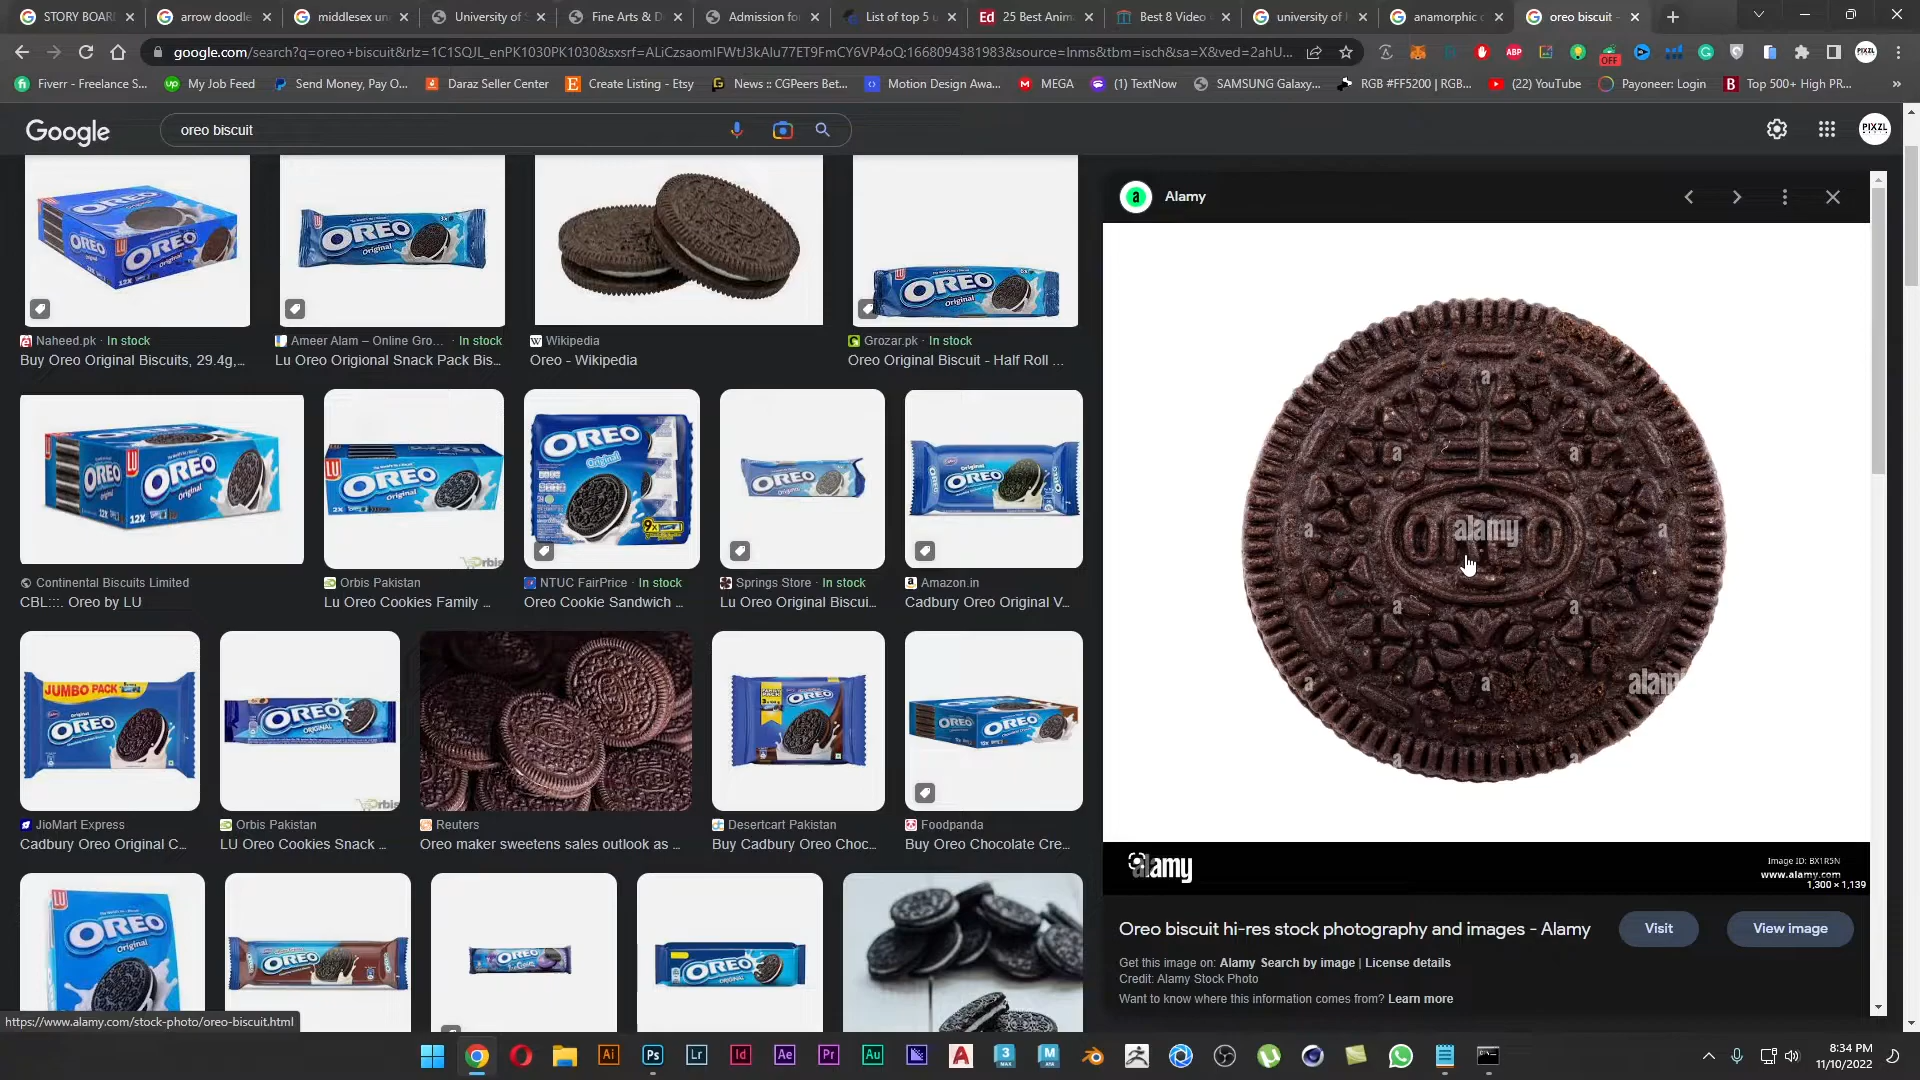 STORY BOARD
arrow doodle
middlesex un
University of S
Fine Arts & D
Admission fo
List of top 5 u
25 Best Anim
Best 8 Video
university of
anamorphic
oreo biscuit -
google.com/search?q=oreo+biscuit&rlz=1C1SQJL_enPK1030PK1030&sxsrf=ALiCzsaomIFWtJ3kAlu77ET9FmCY6VP4oQ:1668094381983&source=lnms&tbm=isch&sa=X&ved=2ahU...
Fiverr - Freelance S...
My Job Feed
Send Money, Pay O...
Daraz Seller Center
Create Listing - Etsy
News :: CGPeers Bet...
Motion Design Awa...
MEGA
(1) TextNow
SAMSUNG Galaxy...
RGB #FF5200 | RGB...
(22) YouTube
Payoneer: Login
Top 500+ High PR...
Google
oreo biscuit
PIXZL
Naheed.pk · In stock
Buy Oreo Original Biscuits, 29.4g,...
Ameer Alam – Online Gro... · In stock
Lu Oreo Origional Snack Pack Bis...
Wikipedia
Oreo - Wikipedia
Grozar.pk · In stock
Oreo Original Biscuit - Half Roll ...
Continental Biscuits Limited
CBL:::. Oreo by LU
Orbis Pakistan
Lu Oreo Cookies Family ...
NTUC FairPrice · In stock
Oreo Cookie Sandwich ...
Springs Store · In stock
Lu Oreo Original Biscui...
Amazon.in
Cadbury Oreo Original V...
JUMBO PACK
OREO
JioMart Express
Cadbury Oreo Original C...
Orbis Pakistan
LU Oreo Cookies Snack ...
Reuters
Oreo maker sweetens sales outlook as ...
Desertcart Pakistan
Buy Cadbury Oreo Choc...
Foodpanda
Buy Oreo Chocolate Cre...
Alamy
OREO
alamy
alamy
Image ID: BX1R5N
www.alamy.com
1,300 × 1,139
Oreo biscuit hi-res stock photography and images - Alamy
Visit
View image
Get this image on: Alamy Search by image | License details
Credit: Alamy Stock Photo
Want to know where this information comes from? Learn more
https://www.alamy.com/stock-photo/oreo-biscuit.html
8:34 PM
11/10/2022